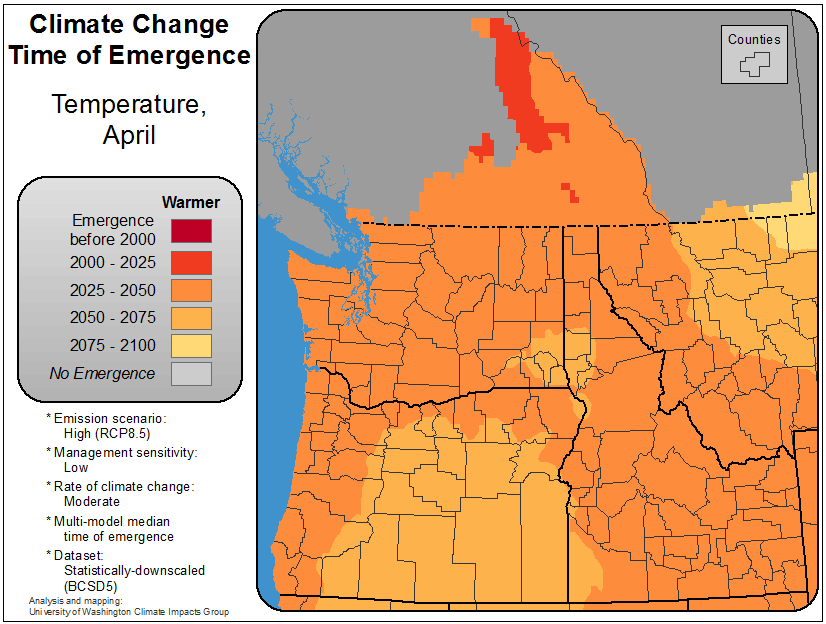 Climate Change
Time of Emergence
Temperature,
April
Warmer
Emergence
before 2000
2000 - 2025
2025 - 2050
2050 - 2075
2075 - 2100
No Emergence
* Emission scenario:
High (RCP8.5)
* Management sensitivity:
Low
* Rate of climate change:
Moderate
* Multi-model median
time of emergence
* Dataset:
Statistically-downscaled
(BCSD5)
Analysis and mapping:
University of Washington Climate Impacts Group
Counties